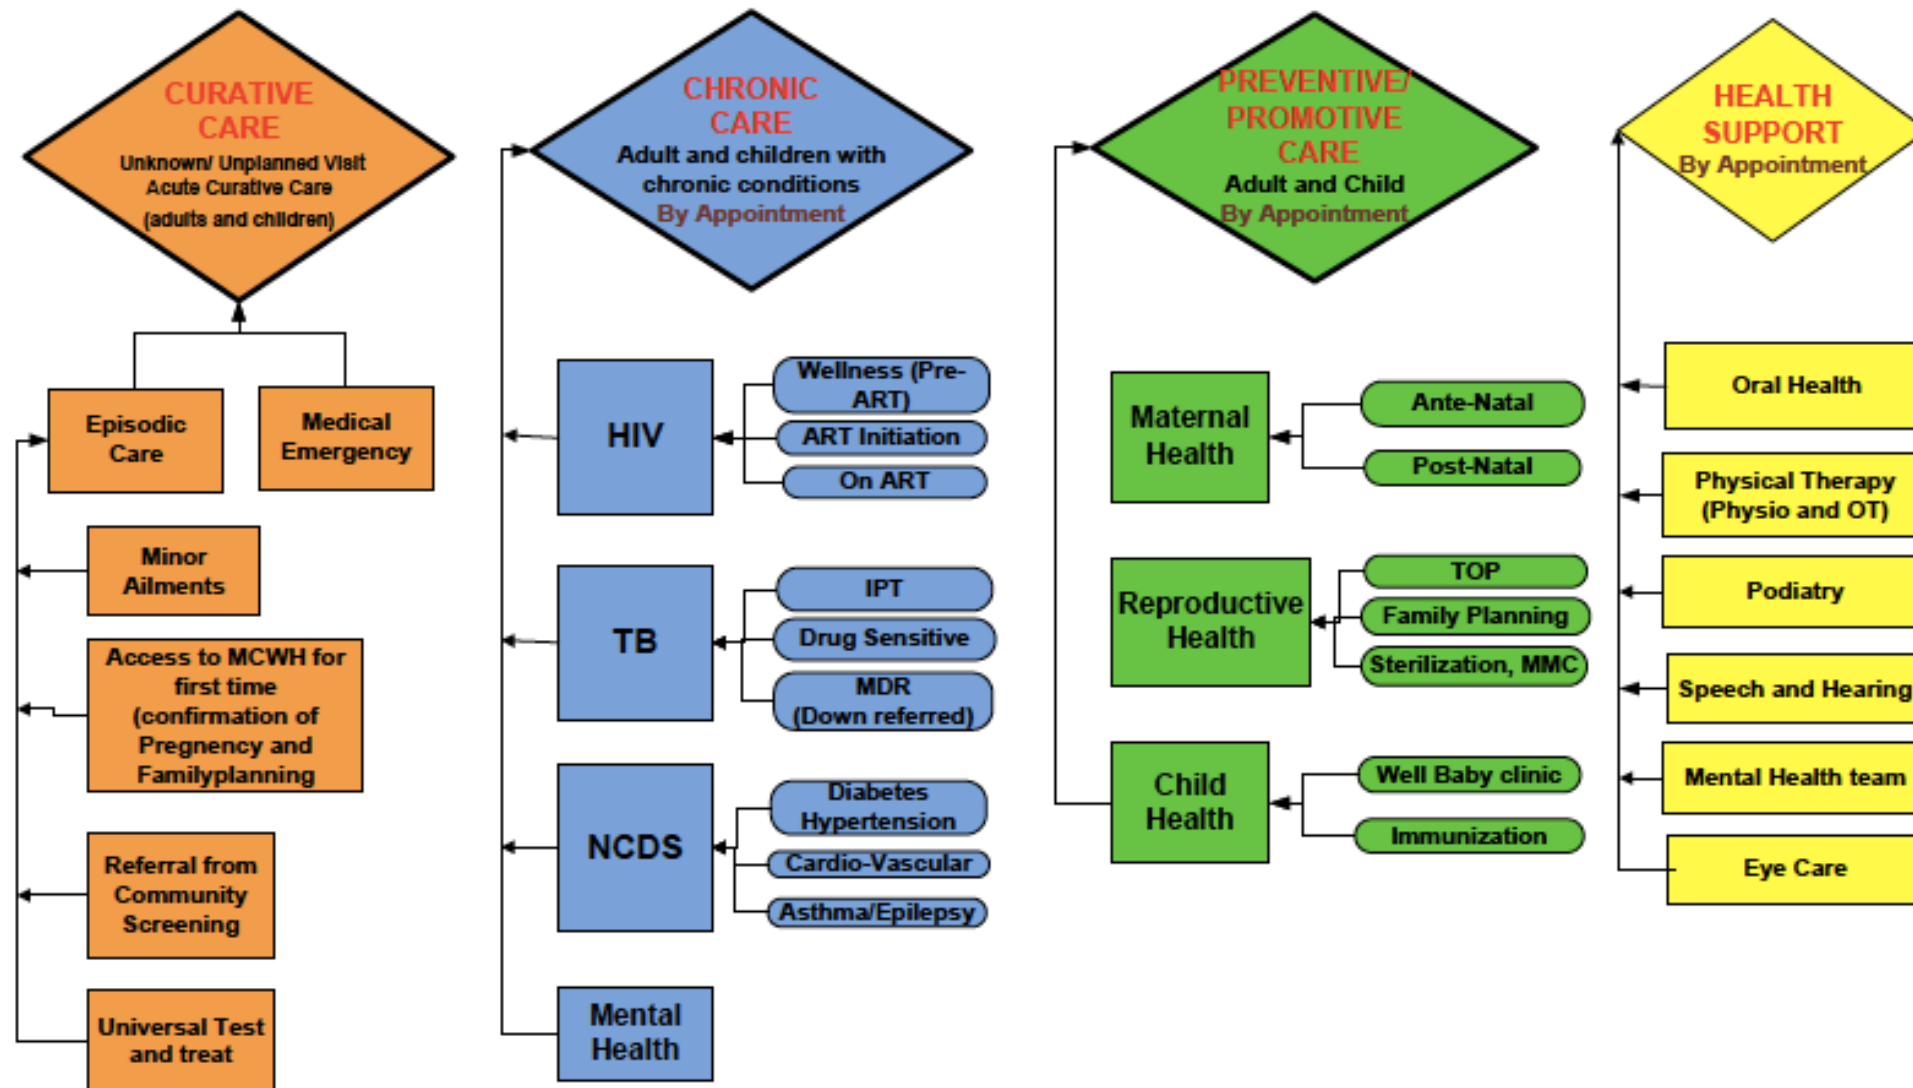 CURATIVE
CARE
Unknown/ Unplanned Visit
Acute Curative Care
(adults and children)
Episodic
Care
Medical
Emergency
Minor
Ailments
Access to MCWH for
first time
(confirmation of
Pregnency and
Familyplanning
Referral from
Community
Screening
Universal Test
and treat
CHRONIC
CARE
Adult and children with
chronic conditions
By Appointment
HIV
Wellness (Pre-
ART)
ART Initiation
On ART
TB
IPT
Drug Sensitive
MDR
(Down referred)
NCDS
Diabetes
Hypertension
Cardio-Vascular
Asthma/Epilepsy
Mental
Health
PREVENTIVE/
PROMOTIVE
CARE
Adult and Child
By Appointment
Maternal
Health
Ante-Natal
Post-Natal
Reproductive
Health
TOP
Family Planning
Sterilization, MMC
Child
Health
Well Baby clinic
Immunization
HEALTH
SUPPORT
By Appointment
Oral Health
Physical Therapy
(Physio and OT)
Podiatry
Speech and Hearing
Mental Health team
Eye Care